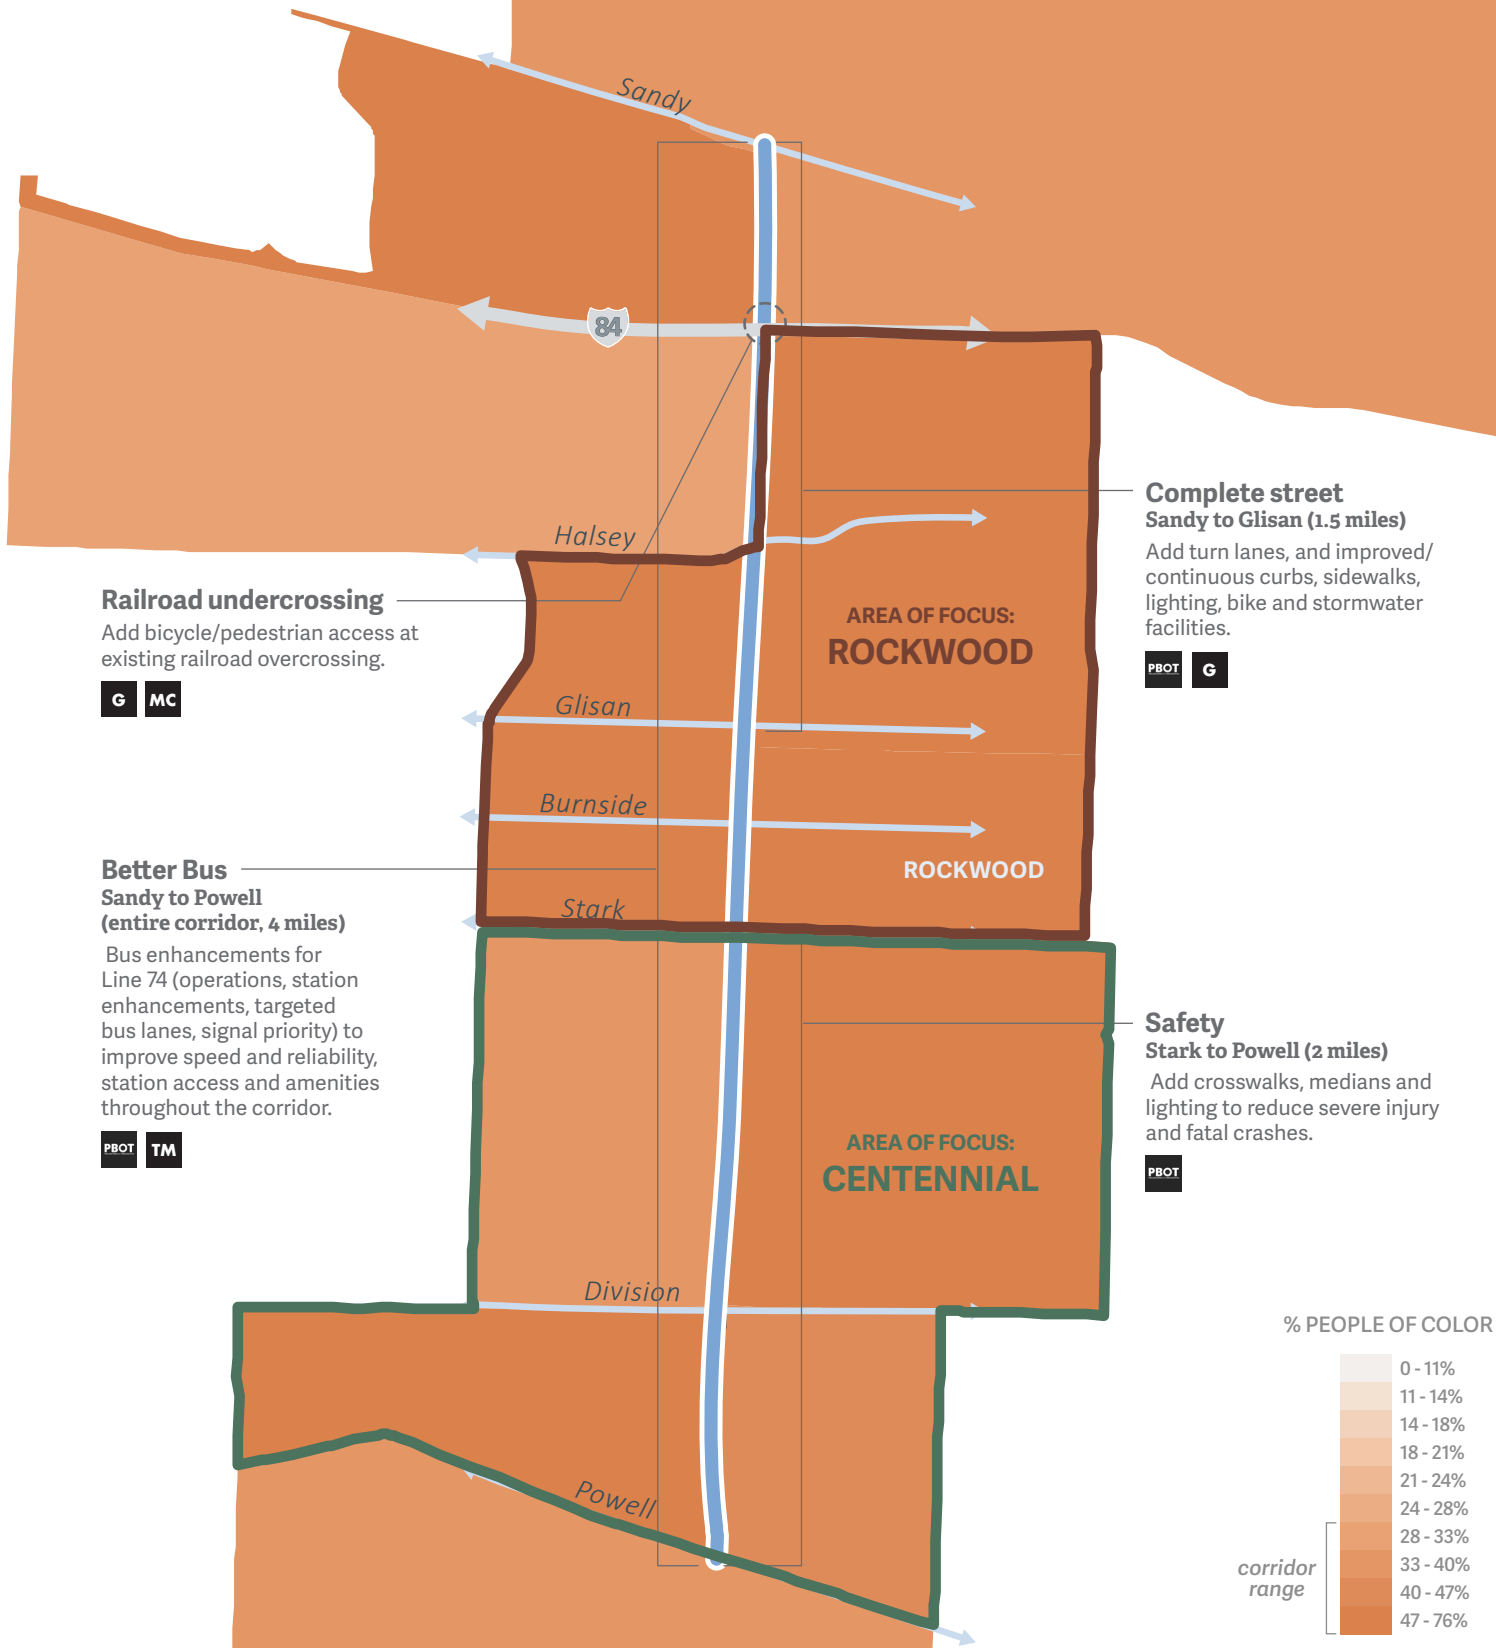 Sandy
84
Halsey
Complete street
Sandy to Glisan (1.5 miles)
Add turn lanes, and improved/
continuous curbs, sidewalks,
lighting, bike and stormwater
facilities.
PBOT
G
Railroad undercrossing
Add bicycle/pedestrian access at
existing railroad overcrossing.
G
MC
AREA OF FOCUS:
ROCKWOOD
Glisan
Burnside
ROCKWOOD
Stark
Better Bus
Sandy to Powell
(entire corridor, 4 miles)
Bus enhancements for
Line 74 (operations, station
enhancements, targeted
bus lanes, signal priority) to
improve speed and reliability,
station access and amenities
throughout the corridor.
PBOT
TM
Safety
Stark to Powell (2 miles)
Add crosswalks, medians and
lighting to reduce severe injury
and fatal crashes.
PBOT
AREA OF FOCUS:
CENTENNIAL
Division
Powell
% PEOPLE OF COLOR
0 - 11%
11 - 14%
14 - 18%
18 - 21%
21 - 24%
24 - 28%
28 - 33%
33 - 40%
40 - 47%
47 - 76%
corridor
range